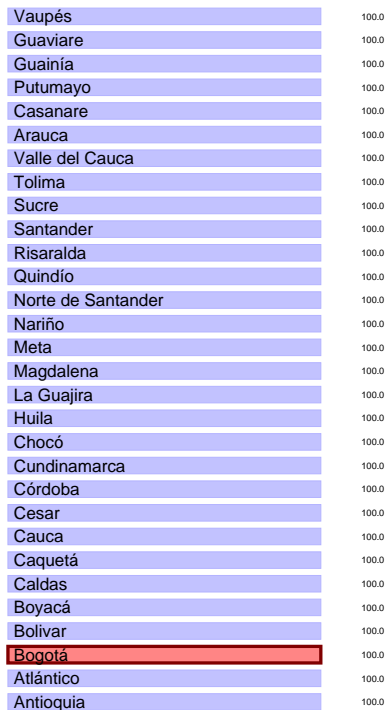 Vaupés 100.0
Guaviare 100.0
Guainía 100.0
Putumayo 100.0
Casanare 100.0
Arauca 100.0
Valle del Cauca 100.0
Tolima 100.0
Sucre 100.0
Santander 100.0
Risaralda 100.0
Quindío 100.0
Norte de Santander 100.0
Nariño 100.0
Meta 100.0
Magdalena 100.0
La Guajira 100.0
Huila 100.0
Chocó 100.0
Cundinamarca 100.0
Córdoba 100.0
Cesar 100.0
Cauca 100.0
Caquetá 100.0
Caldas 100.0
Boyacá 100.0
Bolivar 100.0
Bogotá 100.0
Atlántico 100.0
Antioquia 100.0